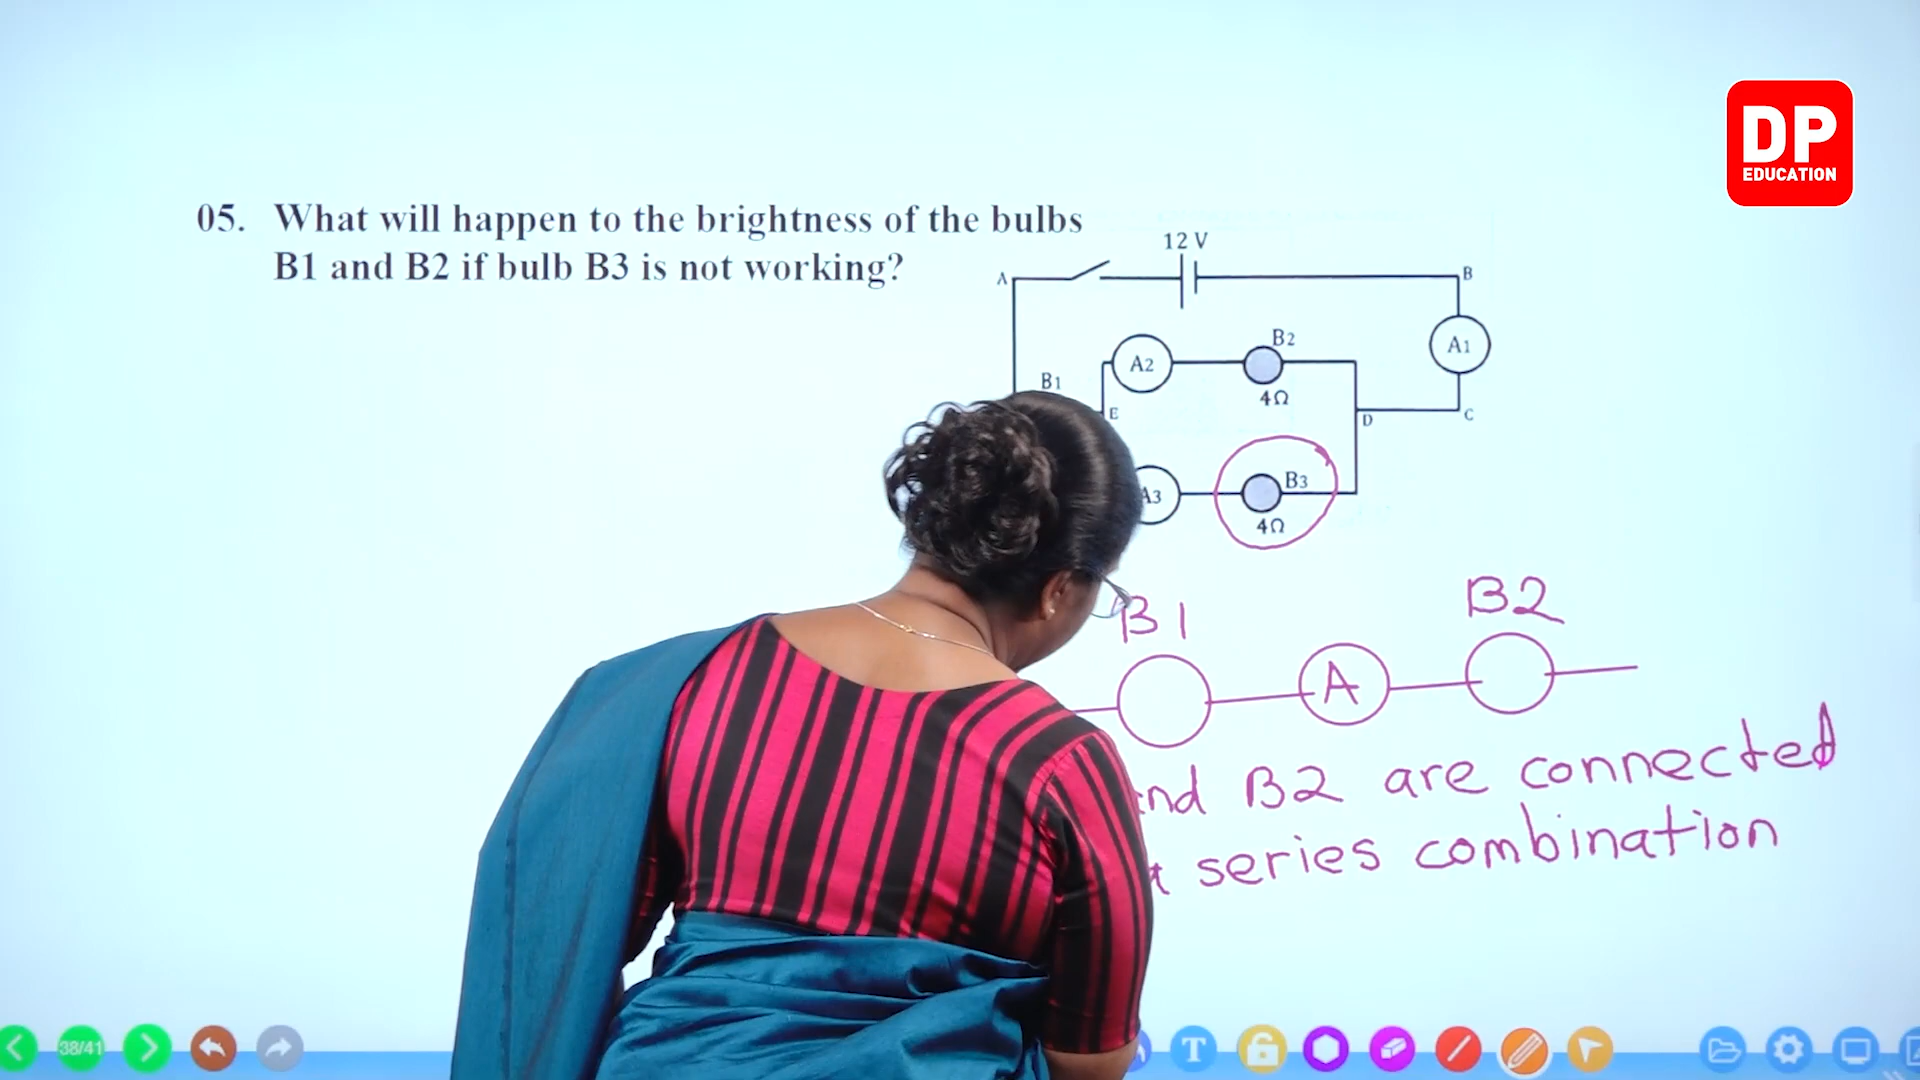 DP
EDUCATION
05. What will happen to the brightness of the bulbs
B1 and B2 if bulb B3 is not working?
12 V
A
B
A1
B2
A2
4Ω
B1
E
D
C
B3
A3
4Ω
B1
B2
A
and B2 are connected
a series combination
38/41
T